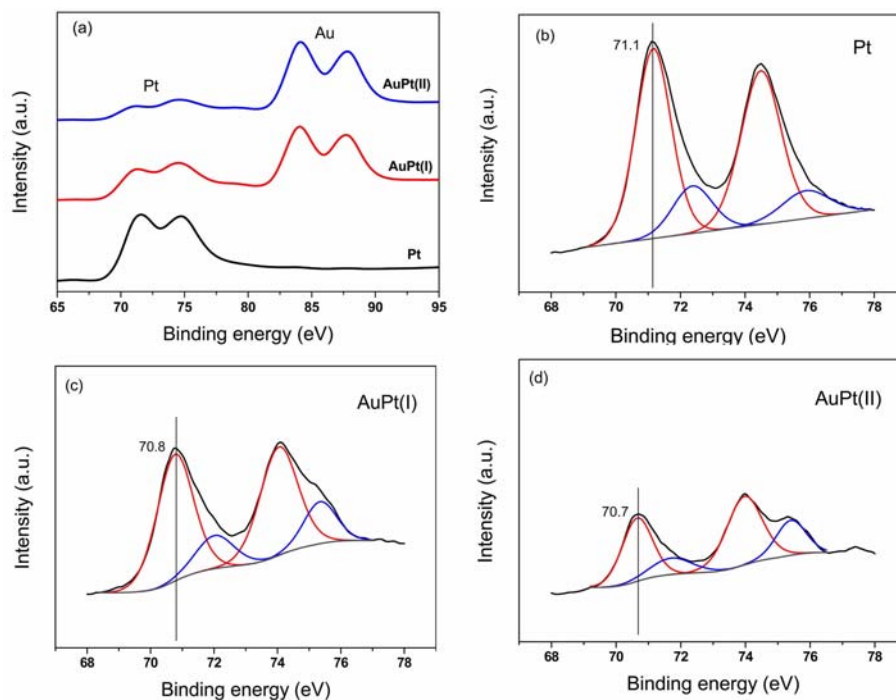 (a)
Au
Pt
AuPt(II)
AuPt(I)
Pt
Intensity (a.u.)
65 70 75 80 85 90 95
Binding energy (eV)
(b)
71.1
Pt
Intensity (a.u.)
68 70 72 74 76 78
Binding energy (eV)
(c)
AuPt(I)
70.8
Intensity (a.u.)
68 70 72 74 76 78
Binding energy (eV)
(d)
AuPt(II)
70.7
Intensity (a.u.)
68 70 72 74 76 78
Binding energy (eV)